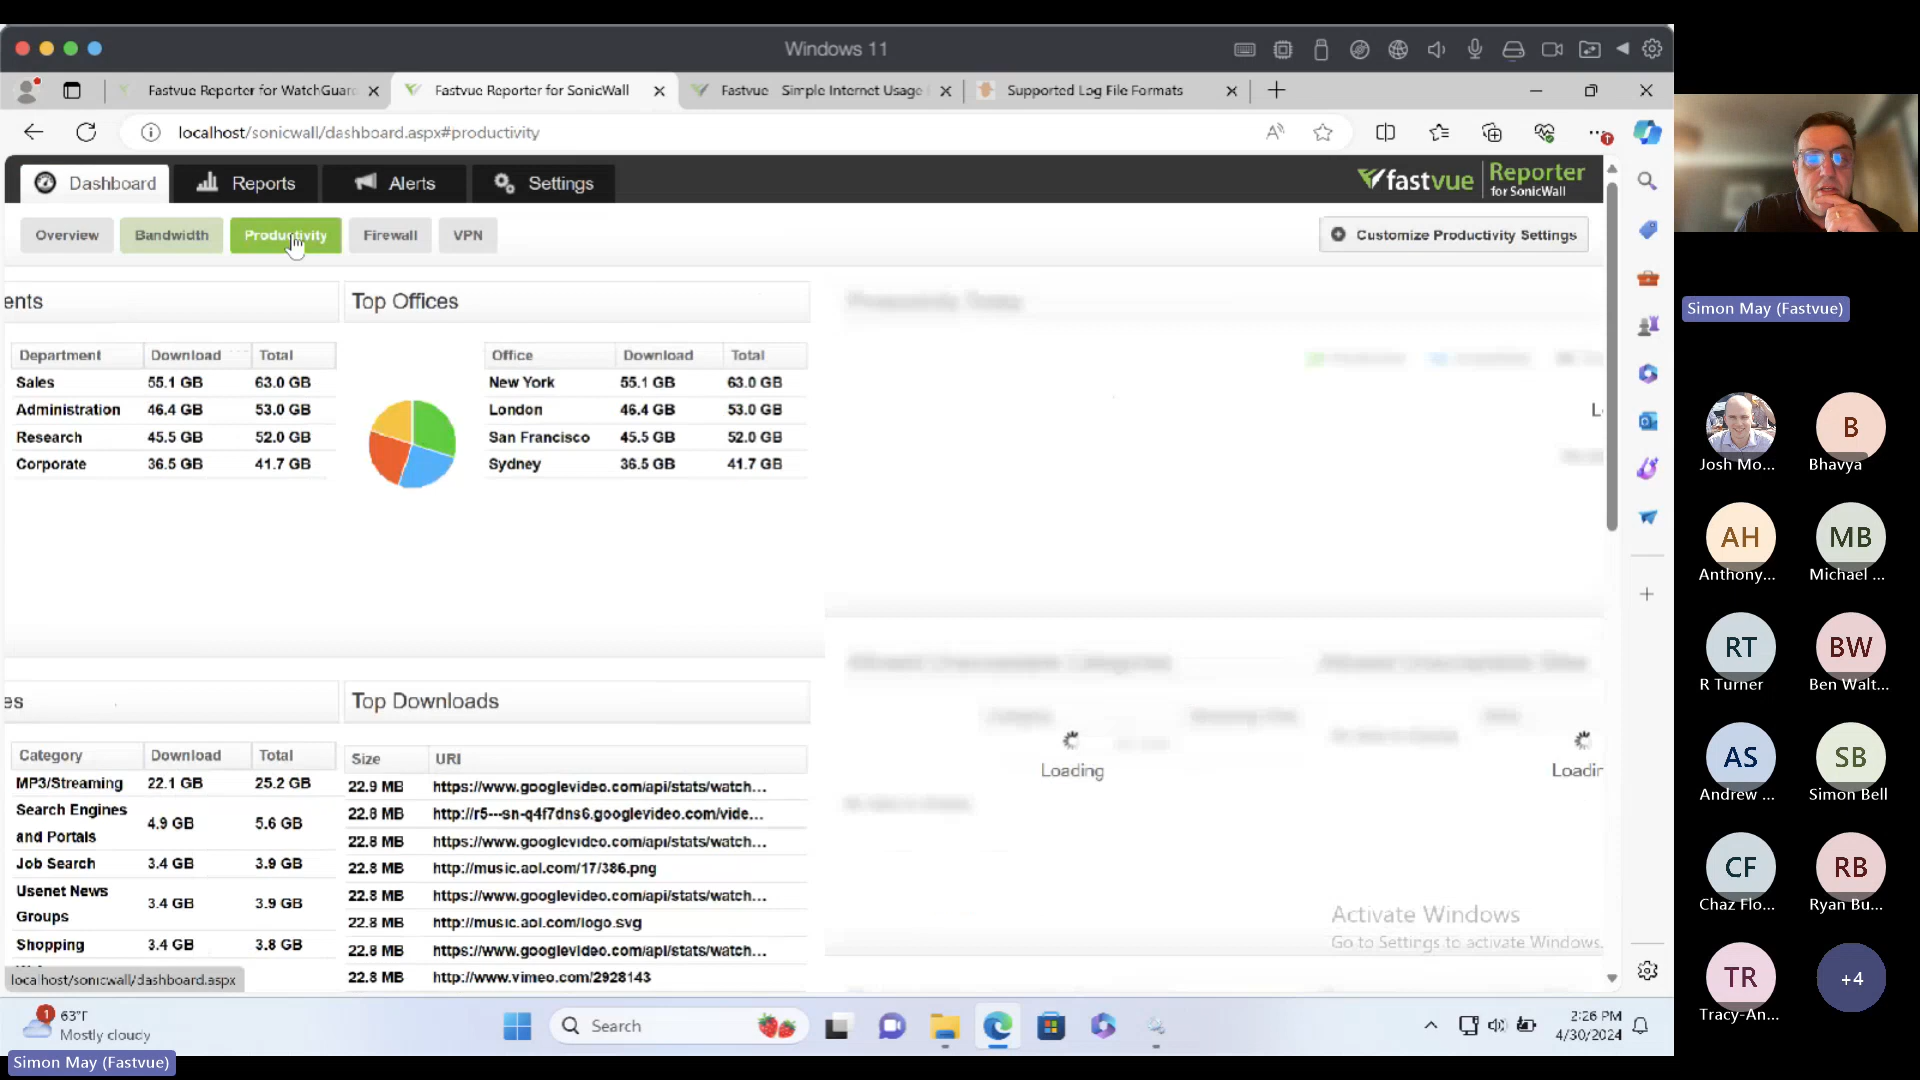 Windows 11
Fastvue Reporter for WatchGuar
Fastvue Reporter for SonicWall
Fastvue Simple Internet Usage
Supported Log File Formats
localhost/sonicwall/dashboard.aspx#productivity
Dashboard
Reports
Alerts
Settings
fastvue
Reporter
for SonicWall
Overview
Bandwidth
Productivity
Firewall
VPN
Customize Productivity Settings
ents
Department Download Total
Sales 55.1 GB 63.0 GB
Administration 46.4 GB 53.0 GB
Research 45.5 GB 52.0 GB
Corporate 36.5 GB 41.7 GB
Top Offices
Office Download Total
New York 55.1 GB 63.0 GB
London 46.4 GB 53.0 GB
San Francisco 45.5 GB 52.0 GB
Sydney 36.5 GB 41.7 GB
es
Category Download Total
MP3/Streaming 22.1 GB 25.2 GB
Search Engines
and Portals 4.9 GB 5.6 GB
Job Search 3.4 GB 3.9 GB
Usenet News
Groups 3.4 GB 3.9 GB
Shopping 3.4 GB 3.8 GB
Top Downloads
Size URI
22.9 MB https://www.googlevideo.com/api/stats/watch...
22.8 MB http://r5---sn-q4f7dns6.googlevideo.com/vide...
22.8 MB https://www.googlevideo.com/api/stats/watch...
22.8 MB http://music.aol.com/17/386.png
22.8 MB https://www.googlevideo.com/api/stats/watch...
22.8 MB http://music.aol.com/logo.svg
22.8 MB https://www.googlevideo.com/api/stats/watch...
22.8 MB http://www.vimeo.com/2928143
Loading
Loadin
Activate Windows
Go to Settings to activate Windows.
localhost/sonicwall/dashboard.aspx
1
63°F
Mostly cloudy
Search
2:26 PM
4/30/2024
Simon May (Fastvue)
Simon May (Fastvue)
Josh Mo...
B
Bhavya
AH
Anthony...
MB
Michael ...
RT
R Turner
BW
Ben Walt...
AS
Andrew ...
SB
Simon Bell
CF
Chaz Flo...
RB
Ryan Bu...
TR
Tracy-An...
+4